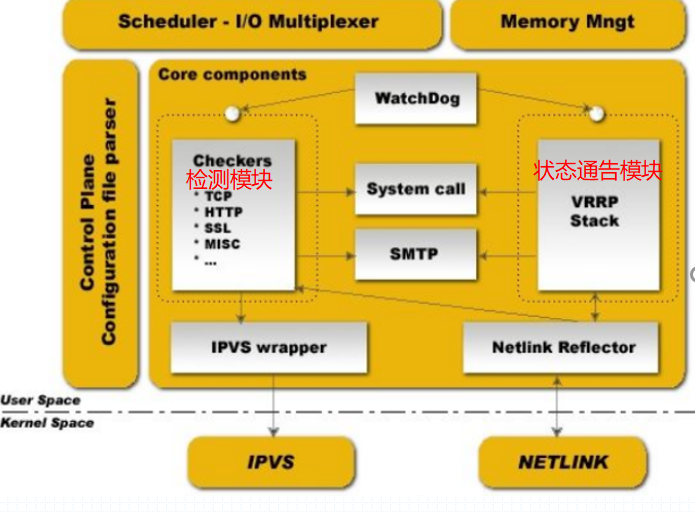 Scheduler - I/O Multiplexer
Memory Mngt
Control Plane
Configuration file parser
Core components
WatchDog
Checkers
检测模块
* TCP
* HTTP
* SSL
* MISC
* ...
System call
SMTP
状态通告模块
VRRP
Stack
IPVS wrapper
Netlink Reflector
User Space
Kernel Space
IPVS
NETLINK